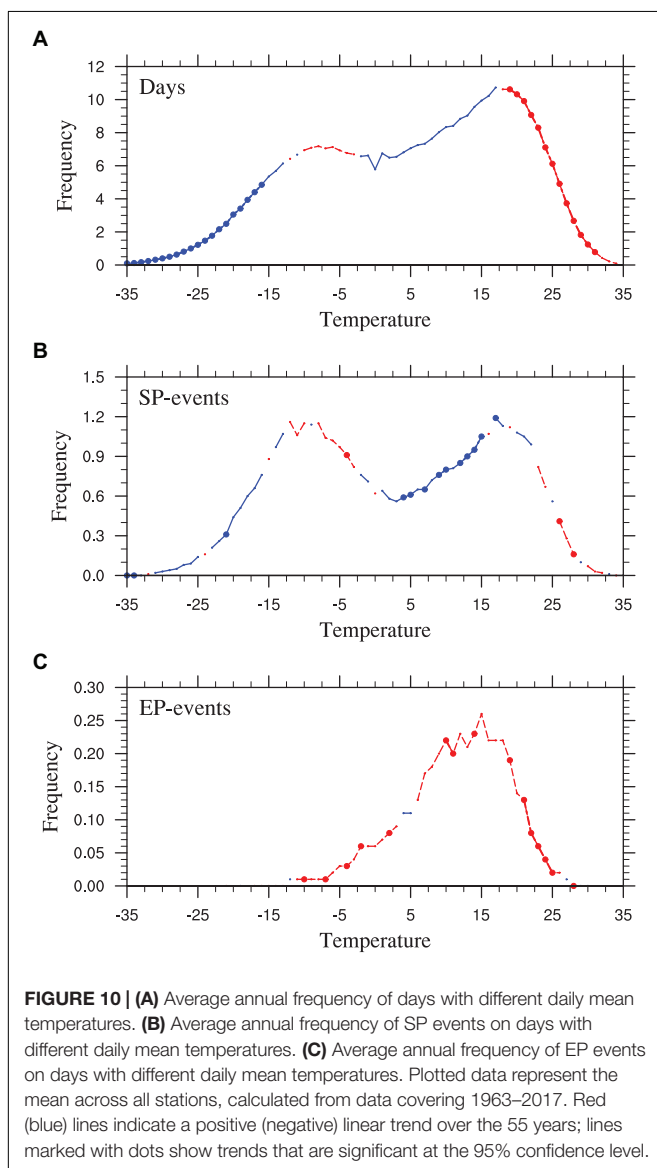 A
Days
12
10
8
6
4
2
0
Frequency
-35 -25 -15 -5 5 15 25 35
Temperature
B
SP-events
1.5
1.2
0.9
0.6
0.3
0.0
Frequency
-35 -25 -15 -5 5 15 25 35
Temperature
C
EP-events
0.30
0.25
0.20
0.15
0.10
0.05
0.00
Frequency
-35 -25 -15 -5 5 15 25 35
Temperature
FIGURE 10 | (A) Average annual frequency of days with different daily mean
temperatures. (B) Average annual frequency of SP events on days with
different daily mean temperatures. (C) Average annual frequency of EP events
on days with different daily mean temperatures. Plotted data represent the
mean across all stations, calculated from data covering 1963–2017. Red
(blue) lines indicate a positive (negative) linear trend over the 55 years; lines
marked with dots show trends that are significant at the 95% confidence level.